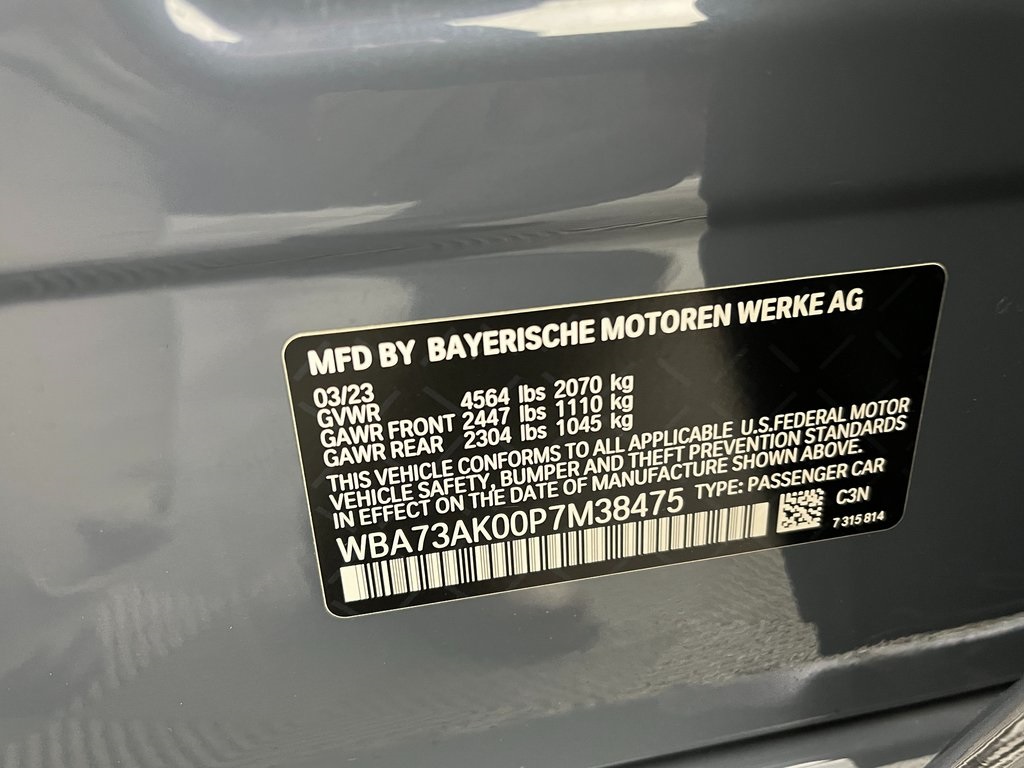 MFD BY BAYERISCHE MOTOREN WERKE AG
03/23
GVWR 4564 lbs 2070 kg
GAWR FRONT 2447 lbs 1110 kg
GAWR REAR 2304 lbs 1045 kg
THIS VEHICLE CONFORMS TO ALL APPLICABLE U.S.FEDERAL MOTOR
VEHICLE SAFETY, BUMPER AND THEFT PREVENTION STANDARDS
IN EFFECT ON THE DATE OF MANUFACTURE SHOWN ABOVE.
WBA73AK00P7M38475 TYPE: PASSENGER CAR
C3N
7 315 814